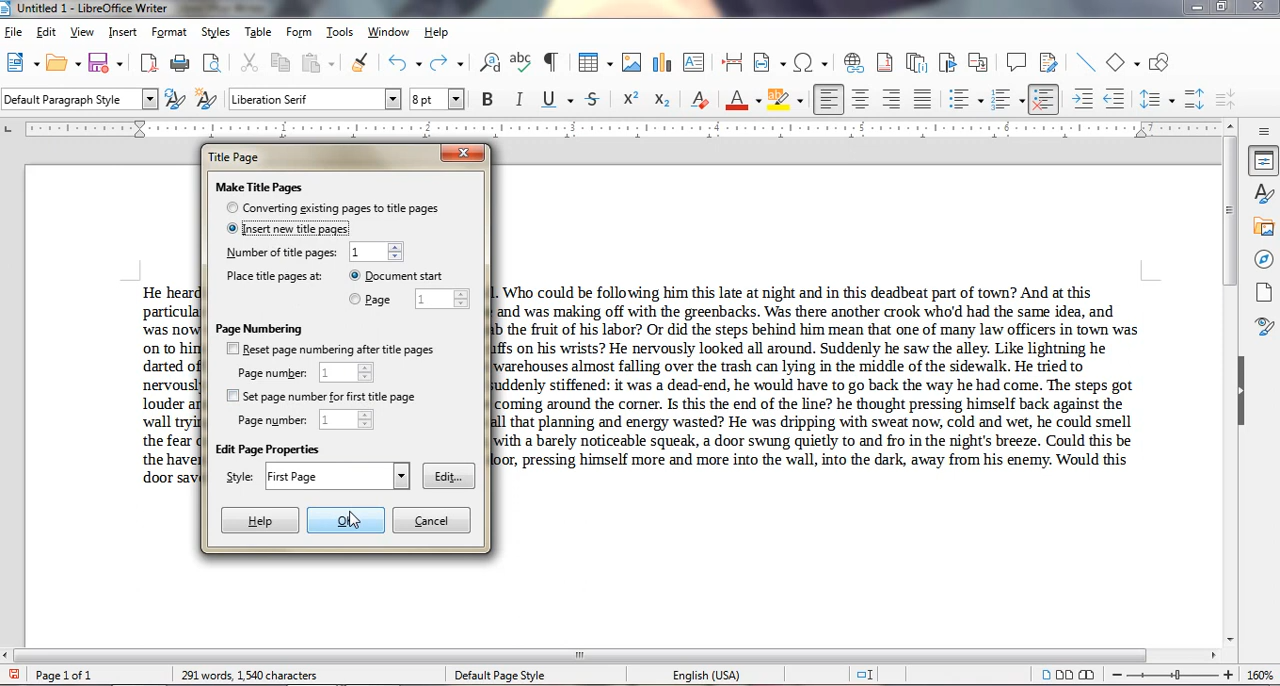 Untitled 1 - LibreOffice Writer
File Edit View Insert Format Styles Table Form Tools Window Help
Default Paragraph Style Liberation Serif 8 pt
1 2 3 4 5 6 7
Title Page
Make Title Pages
Converting existing pages to title pages
Insert new title pages
Number of title pages: 1
Place title pages at: Document start
Page 1
Page Numbering
Reset page numbering after title pages
Page number: 1
Set page number for first title page
Page number: 1
Edit Page Properties
Style: First Page Edit...
Help OK Cancel
He heard l. Who could be following him this late at night and in this deadbeat part of town? And at this
particula and was making off with the greenbacks. Was there another crook who'd had the same idea, and
was now ab the fruit of his labor? Or did the steps behind him mean that one of many law officers in town was
on to him uffs on his wrists? He nervously looked all around. Suddenly he saw the alley. Like lightning he
darted of warehouses almost falling over the trash can lying in the middle of the sidewalk. He tried to
nervously suddenly stiffened: it was a dead-end, he would have to go back the way he had come. The steps got
louder an coming around the corner. Is this the end of the line? he thought pressing himself back against the
wall tryin all that planning and energy wasted? He was dripping with sweat now, cold and wet, he could smell
the fear c with a barely noticeable squeak, a door swung quietly to and fro in the night's breeze. Could this be
the haven oor, pressing himself more and more into the wall, into the dark, away from his enemy. Would this
door save
Page 1 of 1 291 words, 1,540 characters Default Page Style English (USA) 160%